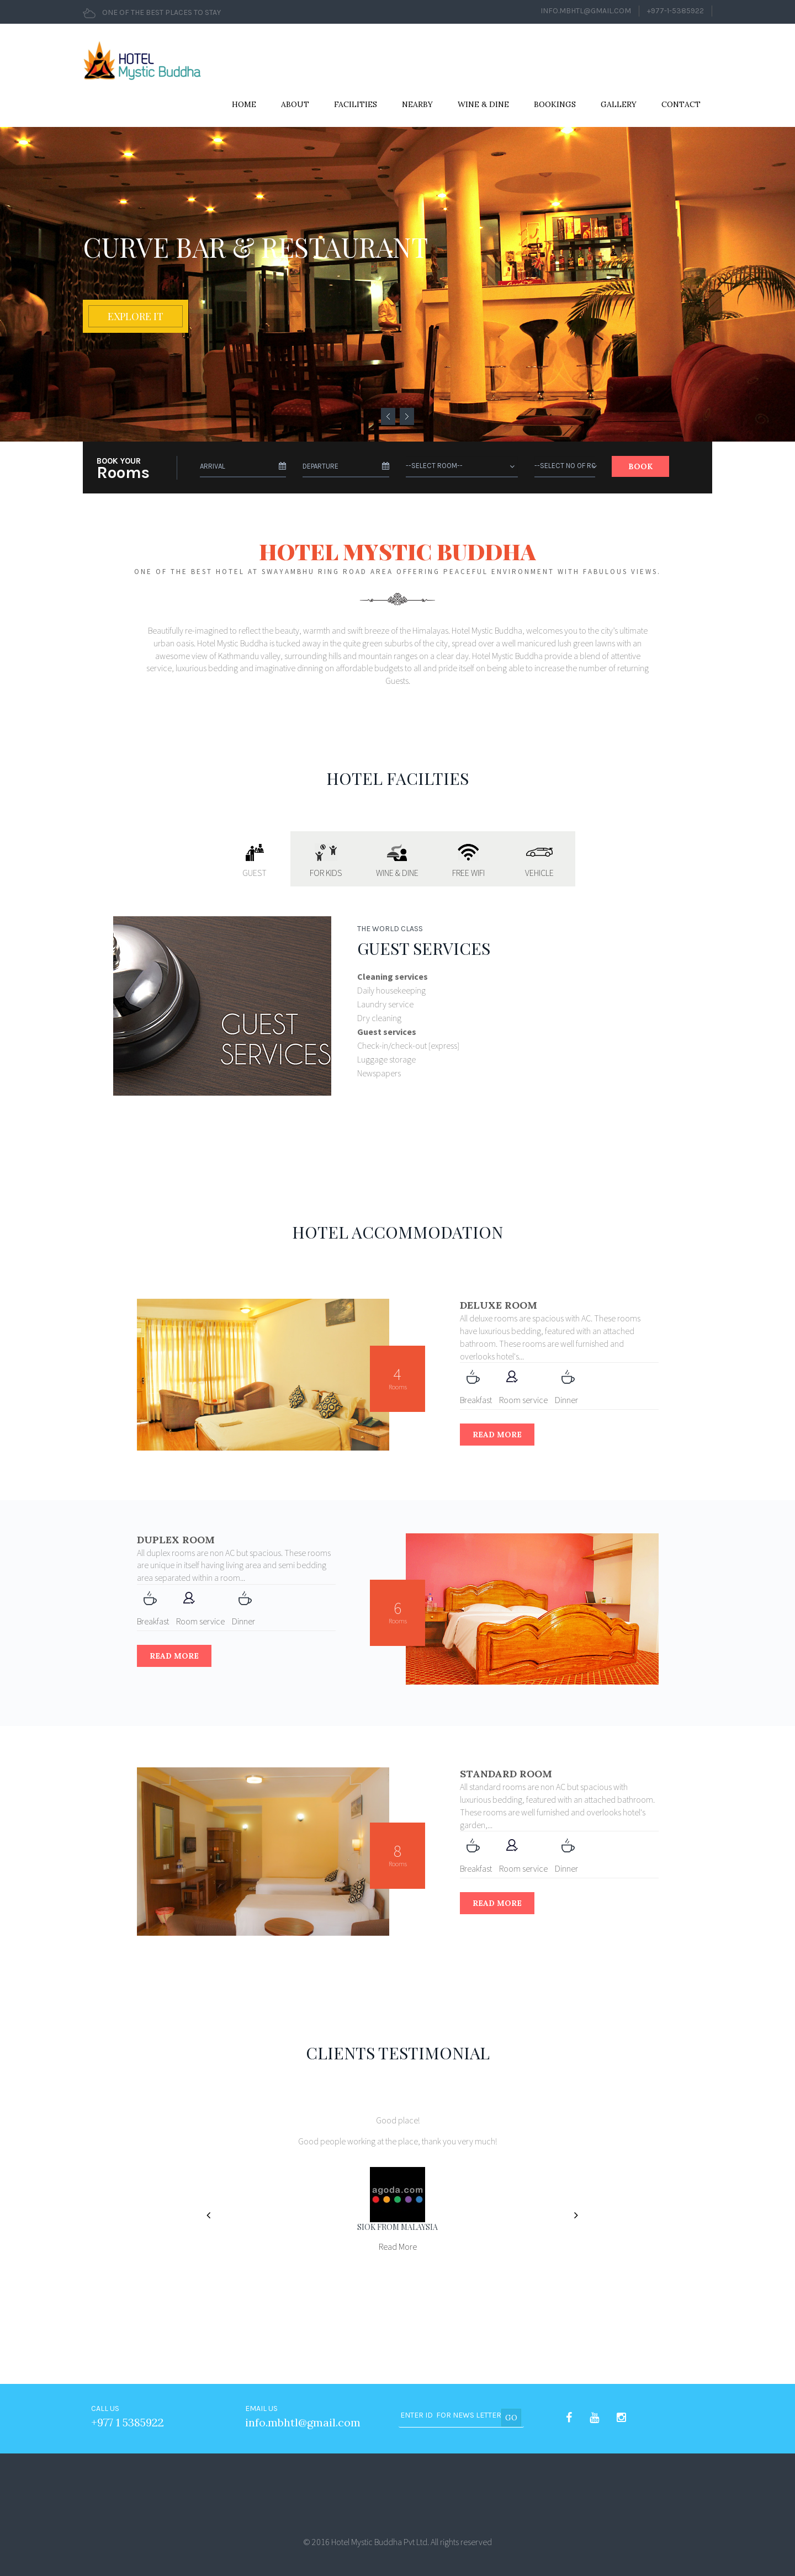 ONE OF THE BEST PLACES TO STAY
INFO.MBHTL@GMAIL.COM
+977-1-5385922
HOTEL
Mystic Buddha
HOME
ABOUT
FACILITIES
NEARBY
WINE & DINE
BOOKINGS
GALLERY
CONTACT
CURVE BAR & RESTAURANT
EXPLORE IT
BOOK YOUR
Rooms
ARRIVAL
DEPARTURE
--SELECT ROOM--
--SELECT NO OF RO
BOOK
HOTEL MYSTIC BUDDHA
ONE OF THE BEST HOTEL AT SWAYAMBHU RING ROAD AREA OFFERING PEACEFUL ENVIRONMENT WITH FABULOUS VIEWS.
Beautifully re-imagined to reflect the beauty, warmth and swift breeze of the Himalayas. Hotel Mystic Buddha, welcomes you to the city's ultimate
urban oasis. Hotel Mystic Buddha is tucked away in the quite green suburbs of the city, spread over a well manicured lush green lawns with an
awesome view of Kathmandu valley, surrounding hills and mountain ranges on a clear day. Hotel Mystic Buddha provide a blend of attentive
service, luxurious bedding and imaginative dinning on affordable budgets to all and pride itself on being able to increase the number of returning
Guests.
HOTEL FACILTIES
GUEST
FOR KIDS
WINE & DINE
FREE WIFI
VEHICLE
GUEST
SERVICES
THE WORLD CLASS
GUEST SERVICES
Cleaning services
Daily housekeeping
Laundry service
Dry cleaning
Guest services
Check-in/check-out [express]
Luggage storage
Newspapers
HOTEL ACCOMMODATION
4
Rooms
DELUXE ROOM
All deluxe rooms are spacious with AC. These rooms
have luxurious bedding, featured with an attached
bathroom. These rooms are well furnished and
overlooks hotel's...
Breakfast
Room service
Dinner
READ MORE
DUPLEX ROOM
All duplex rooms are non AC but spacious. These rooms
are unique in itself having living area and semi bedding
area separated within a room...
Breakfast
Room service
Dinner
READ MORE
6
Rooms
8
Rooms
STANDARD ROOM
All standard rooms are non AC but spacious with
luxurious bedding, featured with an attached bathroom.
These rooms are well furnished and overlooks hotel's
garden,...
Breakfast
Room service
Dinner
READ MORE
CLIENTS TESTIMONIAL
Good place!
Good people working at the place, thank you very much!
agoda.com
SIOK FROM MALAYSIA
Read More
CALL US
+977 1 5385922
EMAIL US
info.mbhtl@gmail.com
ENTER ID FOR NEWS LETTER
GO
© 2016 Hotel Mystic Buddha Pvt Ltd. All rights reserved